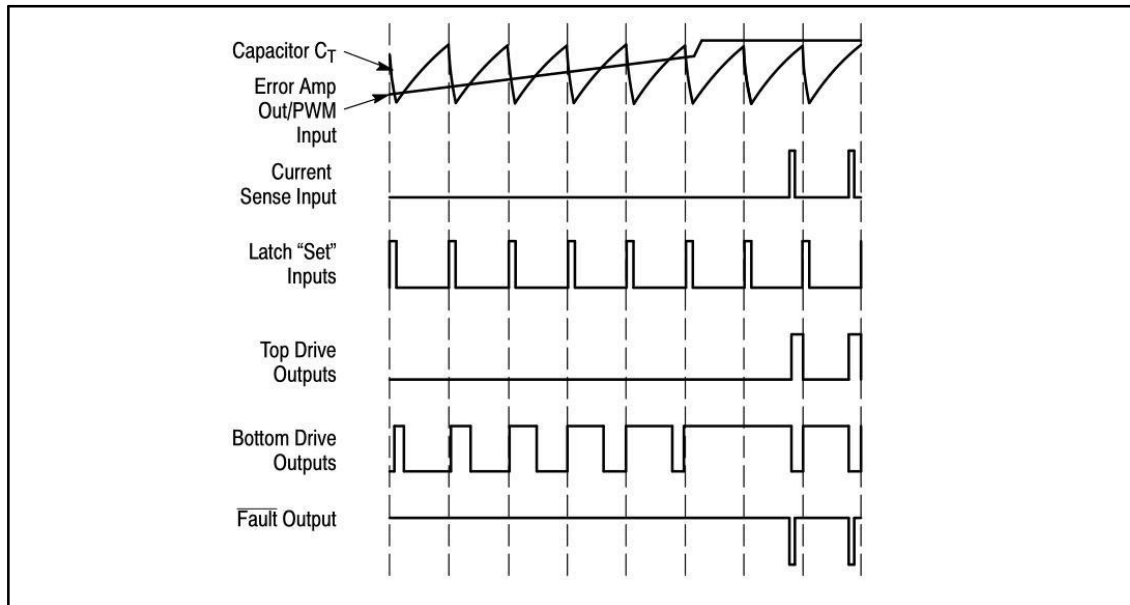 Capacitor CT
Error Amp
Out/PWM
Input
Current
Sense Input
Latch “Set”
Inputs
Top Drive
Outputs
Bottom Drive
Outputs
Fault Output